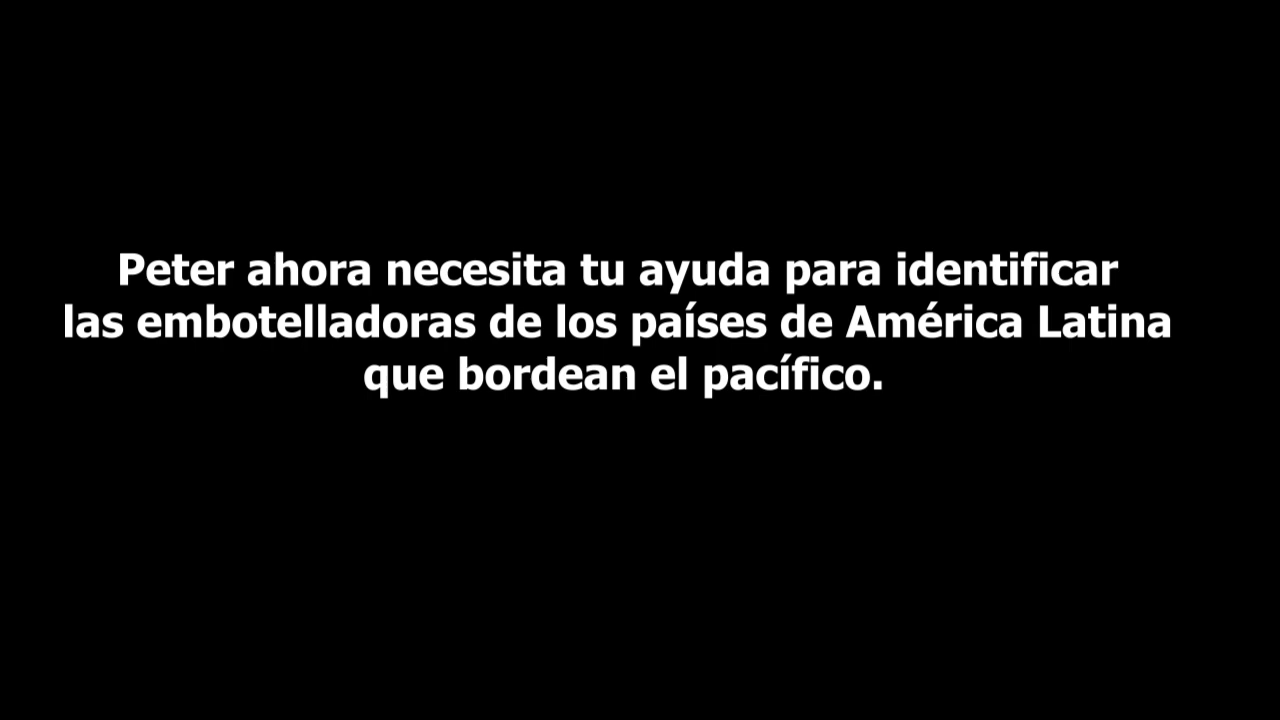 Peter ahora necesita tu ayuda para identificar
las embotelladoras de los países de América Latina
que bordean el pacífico.